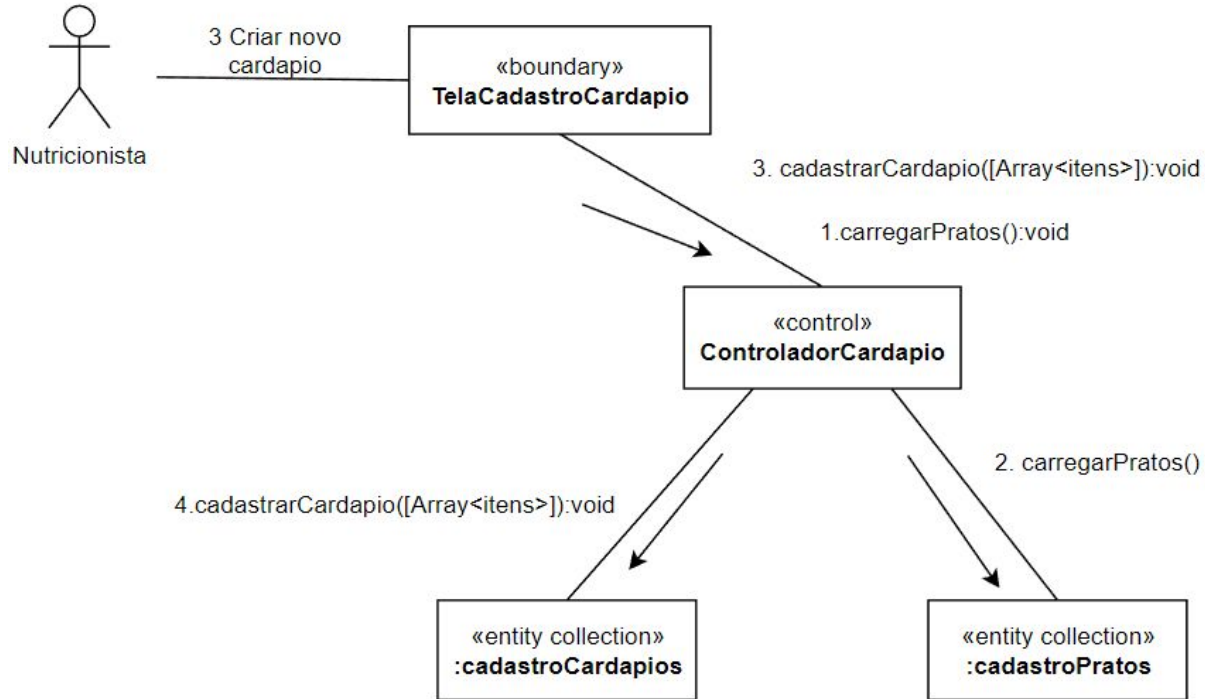 3 Criar novo
cardapio
«boundary»
TelaCadastroCardapio
Nutricionista
3. cadastrarCardapio([Array<itens>]):void
1.carregarPratos():void
«control»
ControladorCardapio
2. carregarPratos()
4.cadastrarCardapio([Array<itens>]):void
«entity collection»
:cadastroCardapios
«entity collection»
:cadastroPratos